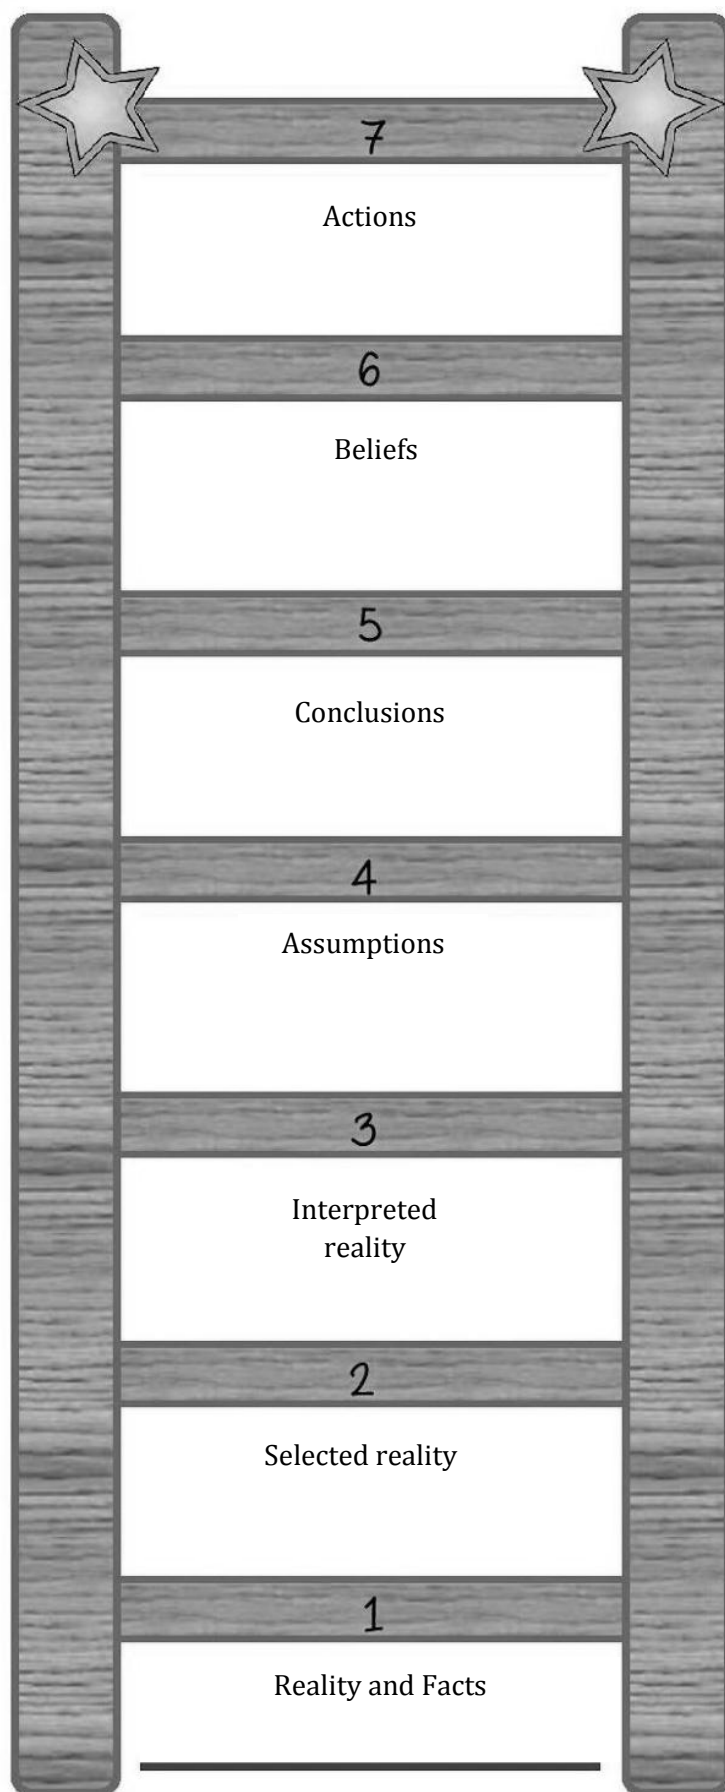 7
Actions
6
Beliefs
5
Conclusions
4
Assumptions
3
Interpreted
reality
2
Selected reality
1
Reality and Facts